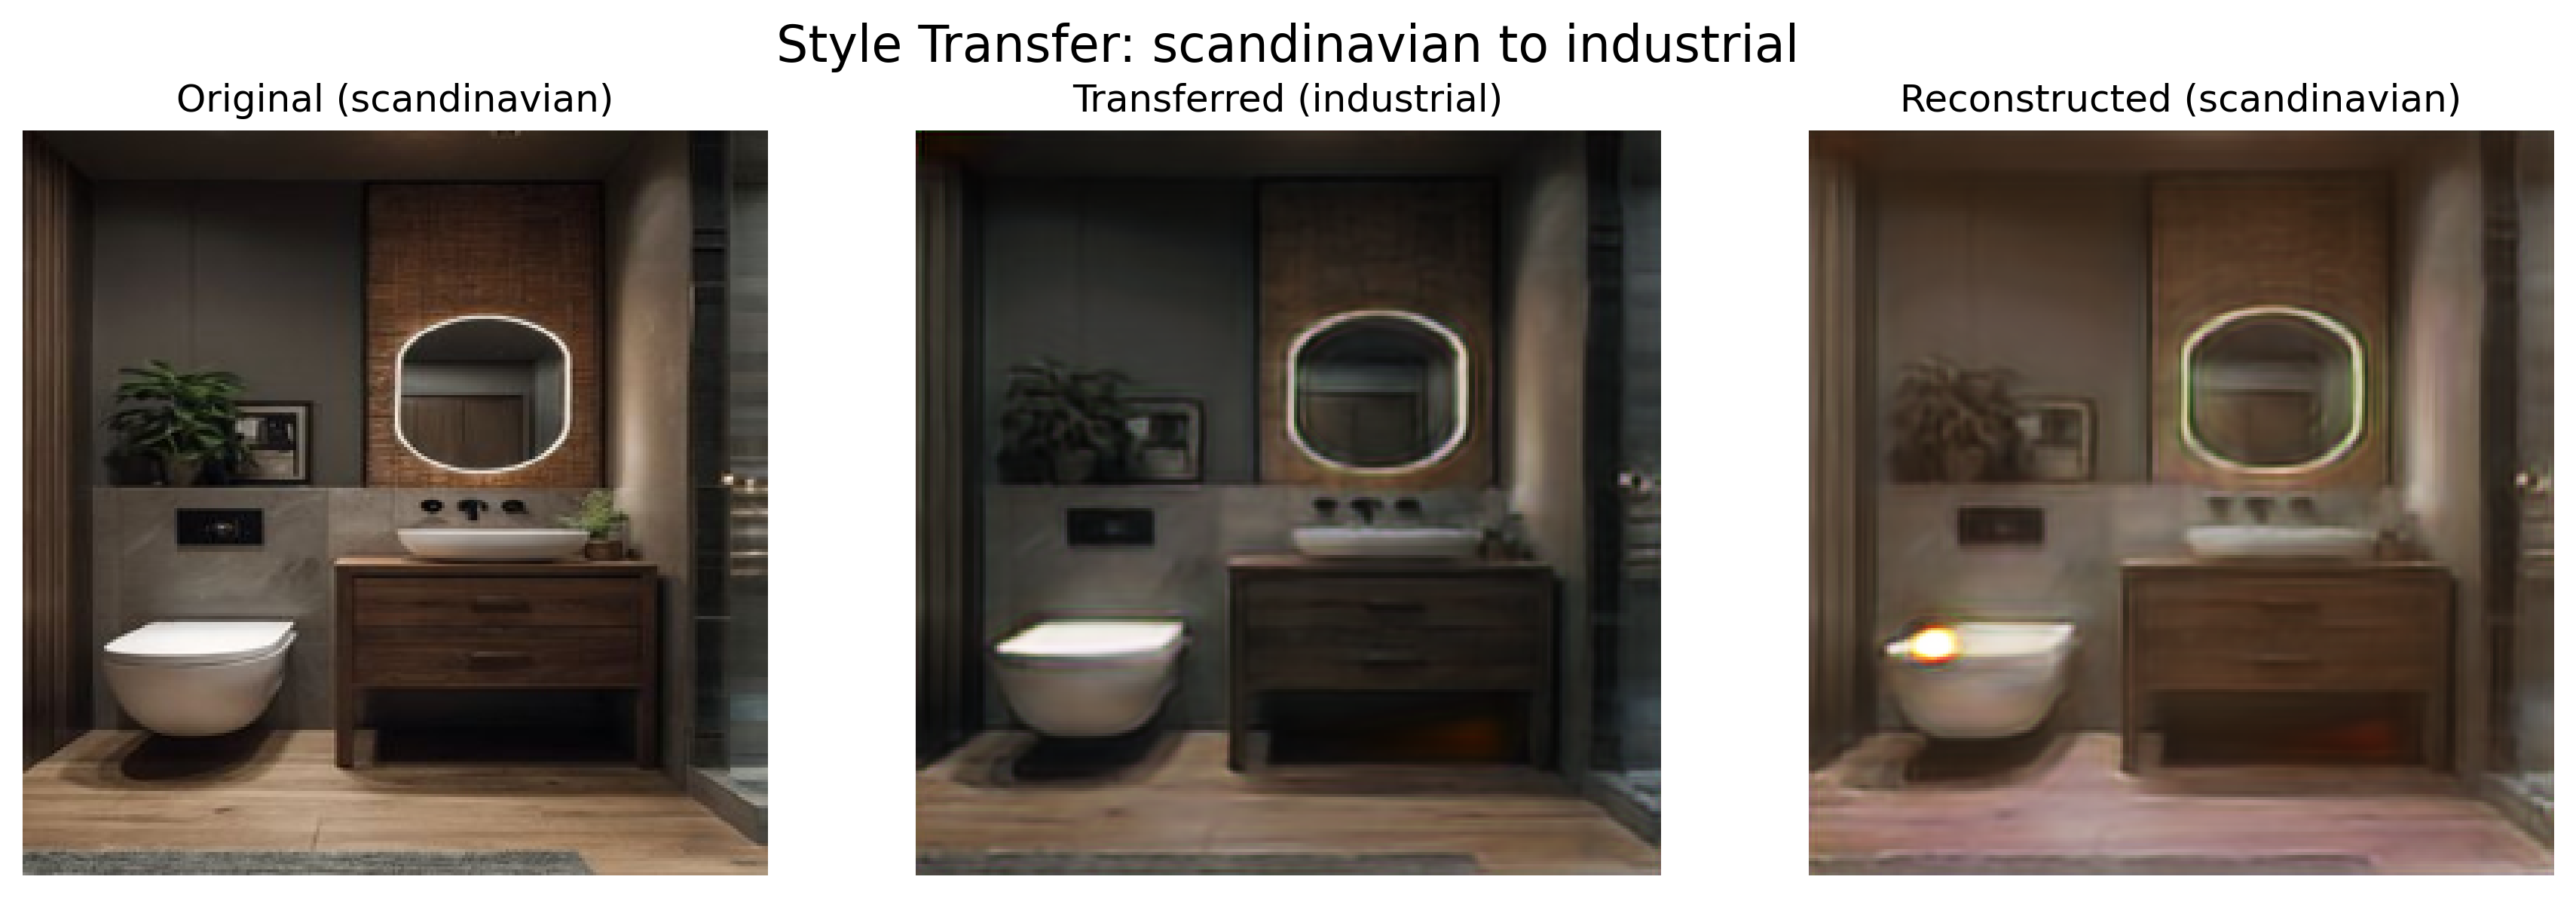 Style Transfer: scandinavian to industrial
Original (scandinavian)
Transferred (industrial)
Reconstructed (scandinavian)